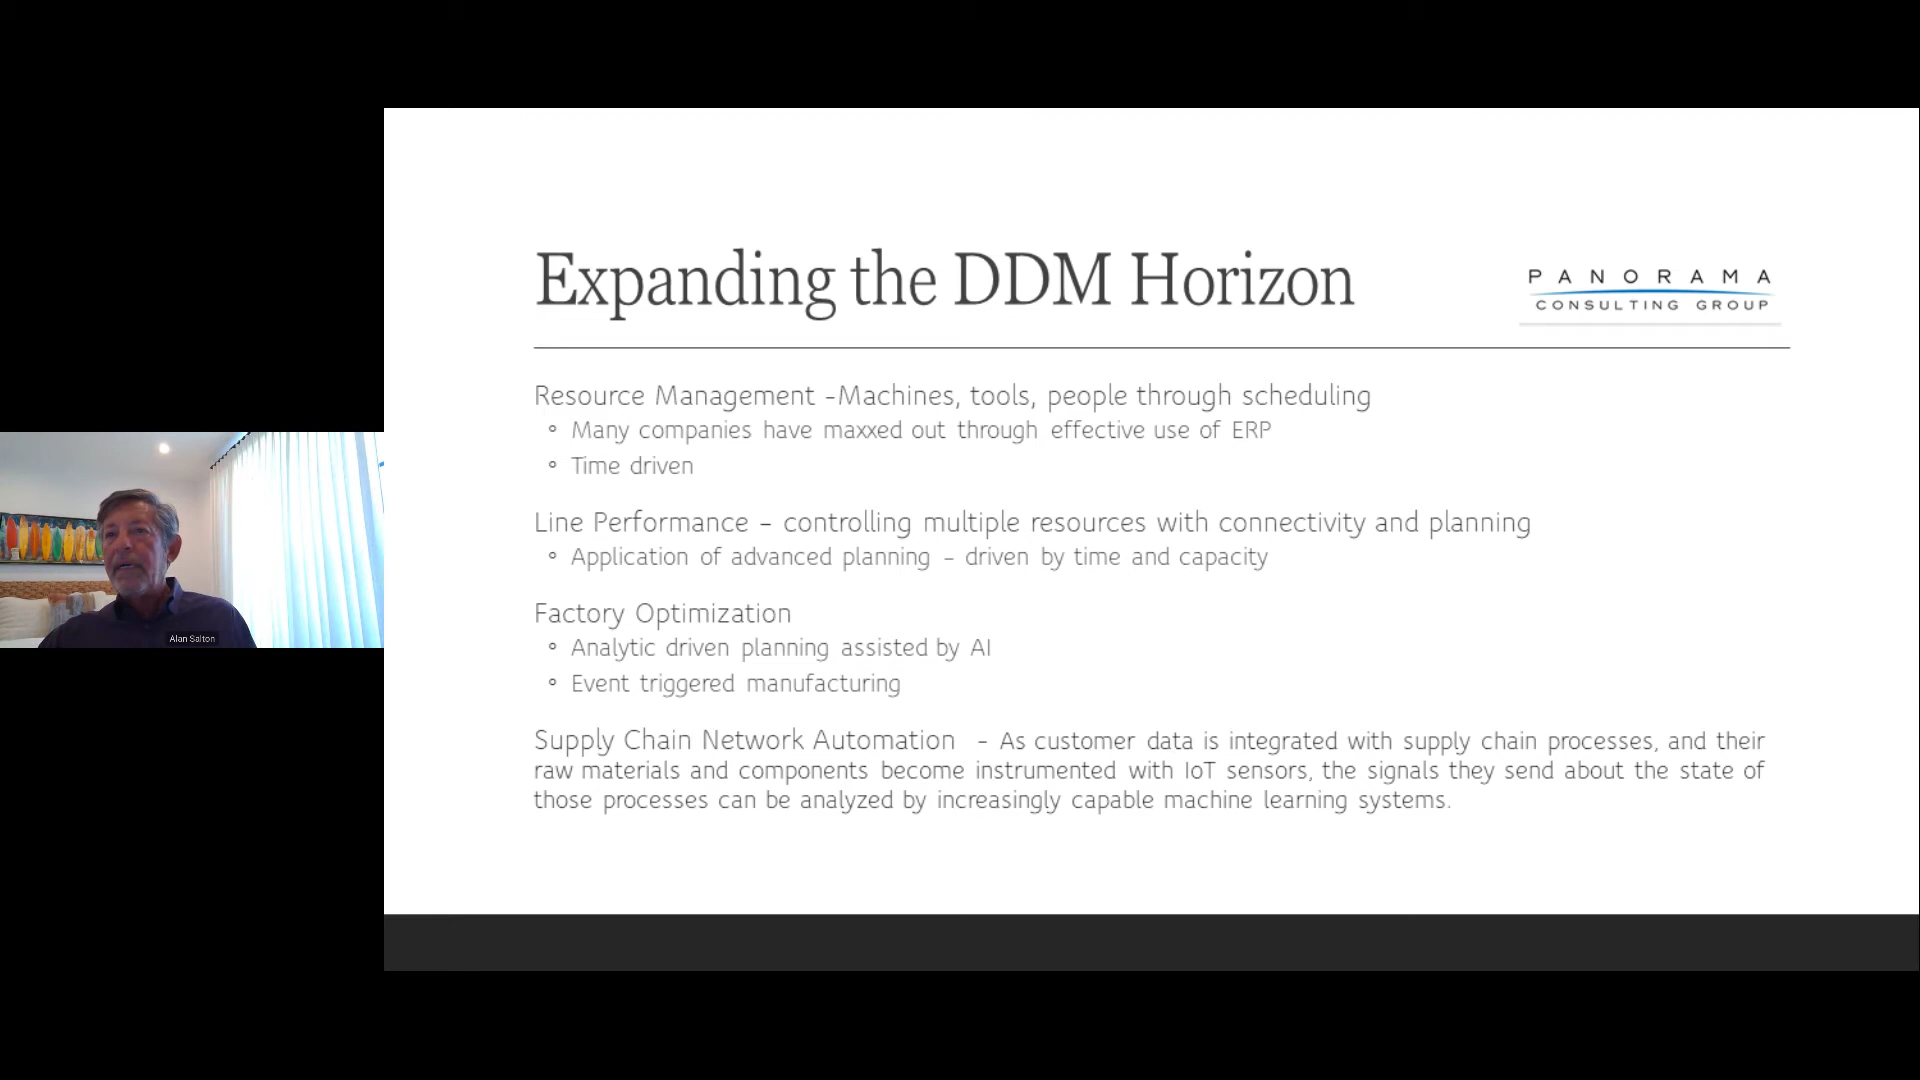 Expanding the DDM Horizon
PANORAMA
CONSULTING GROUP
Resource Management -Machines, tools, people through scheduling
° Many companies have maxxed out through effective use of ERP
° Time driven
Line Performance – controlling multiple resources with connectivity and planning
° Application of advanced planning – driven by time and capacity
Factory Optimization
° Analytic driven planning assisted by AI
° Event triggered manufacturing
Supply Chain Network Automation - As customer data is integrated with supply chain processes, and their
raw materials and components become instrumented with IoT sensors, the signals they send about the state of
those processes can be analyzed by increasingly capable machine learning systems.
Alan Salton